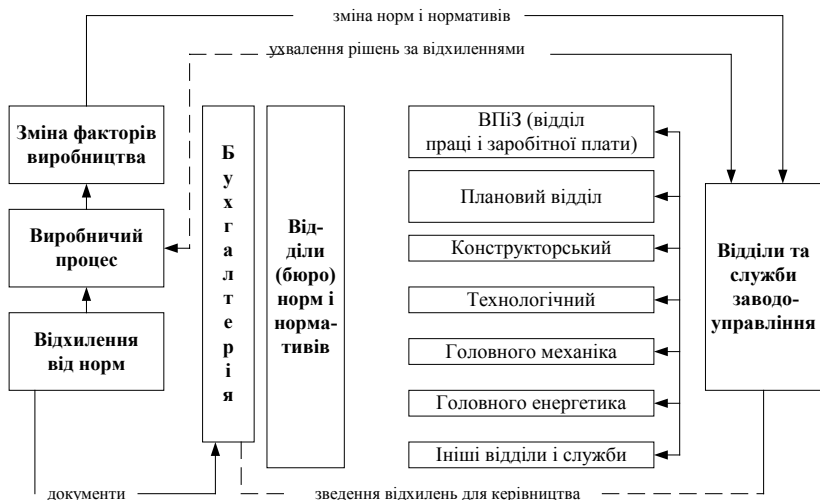 зміна норм і нормативів
ухвалення рішень за відхиленнями
Зміна факторів
виробництва
Виробничий
процес
Відхилення
від норм
Бухгалтерія
Від-
діли
(бюро)
норм і
норма-
тивів
ВПіЗ (відділ
праці і заробітної плати)
Плановий відділ
Конструкторський
Технологічний
Головного механіка
Головного енергетика
Ініші відділи і служби
Відділи та
служби
заводо-
управління
документи
зведення відхилень для керівництва